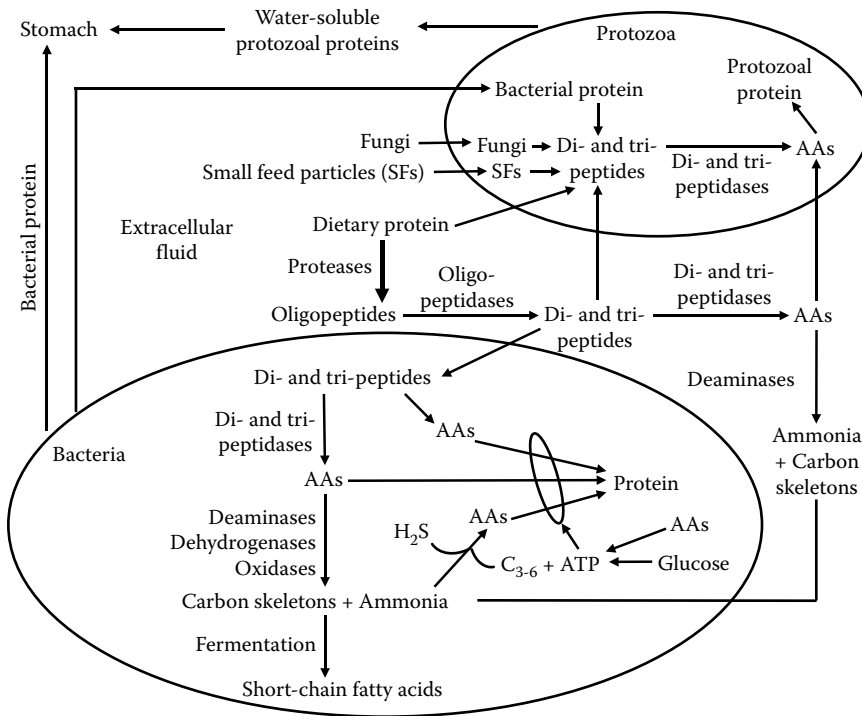 Stomach
Water-soluble
protozoal proteins
Protozoa
Protozoal
protein
Bacterial protein
Fungi
Fungi
Di- and tri-
peptides
Di- and tri-
peptidases
AAs
Small feed particles (SFs)
SFs
Bacterial protein
Extracellular
fluid
Dietary protein
Proteases
Oligo-
peptidases
Di- and tri-
peptidases
Oligopeptides
Di- and tri-
peptides
AAs
Deaminases
Ammonia
+ Carbon
skeletons
Di- and tri-peptides
Di- and tri-
peptidases
AAs
Bacteria
AAs
Protein
Deaminases
Dehydrogenases
Oxidases
H2S
AAs
AAs
C3-6 + ATP
Glucose
Carbon skeletons + Ammonia
Fermentation
Short-chain fatty acids